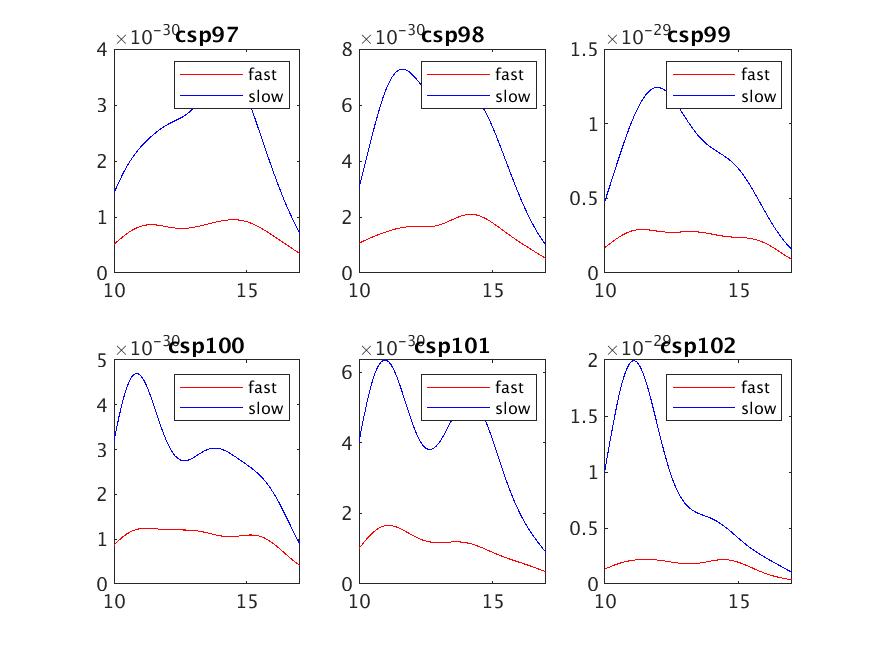 ×10⁻³⁰ csp97
4
3
2
1
0
10 15
fast
slow
×10⁻³⁰ csp98
8
6
4
2
0
10 15
fast
slow
×10⁻²⁹ csp99
1.5
1
0.5
0
10 15
fast
slow
×10⁻³⁰ csp100
5
4
3
2
1
0
10 15
fast
slow
×10⁻³⁰ csp101
6
4
2
0
10 15
fast
slow
×10⁻²⁹ csp102
2
1.5
1
0.5
0
10 15
fast
slow